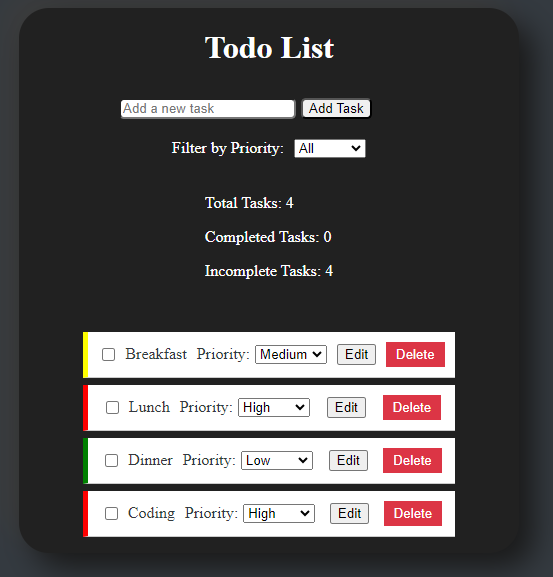 Todo List
Add a new task Add Task
Filter by Priority: All
Total Tasks: 4
Completed Tasks: 0
Incomplete Tasks: 4
Breakfast Priority: Medium Edit Delete
Lunch Priority: High Edit Delete
Dinner Priority: Low Edit Delete
Coding Priority: High Edit Delete